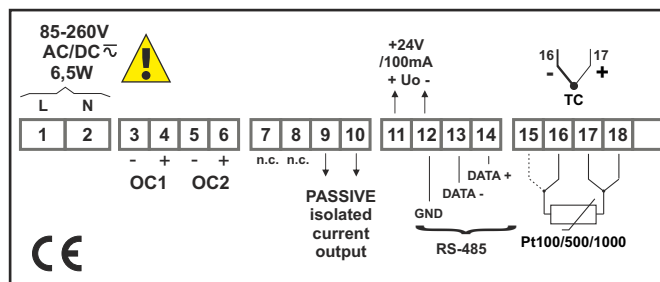 85-260V
AC/DC
6,5W
L N
+24V
/100mA
+ Uo -
16 17
- +
TC
1 2 3 4 5 6 7 8 9 10 11 12 13 14 15 16 17 18
- + - +
OC1 OC2
n.c. n.c.
PASSIVE
isolated
current
output
DATA +
DATA -
GND
RS-485
Pt100/500/1000
CE